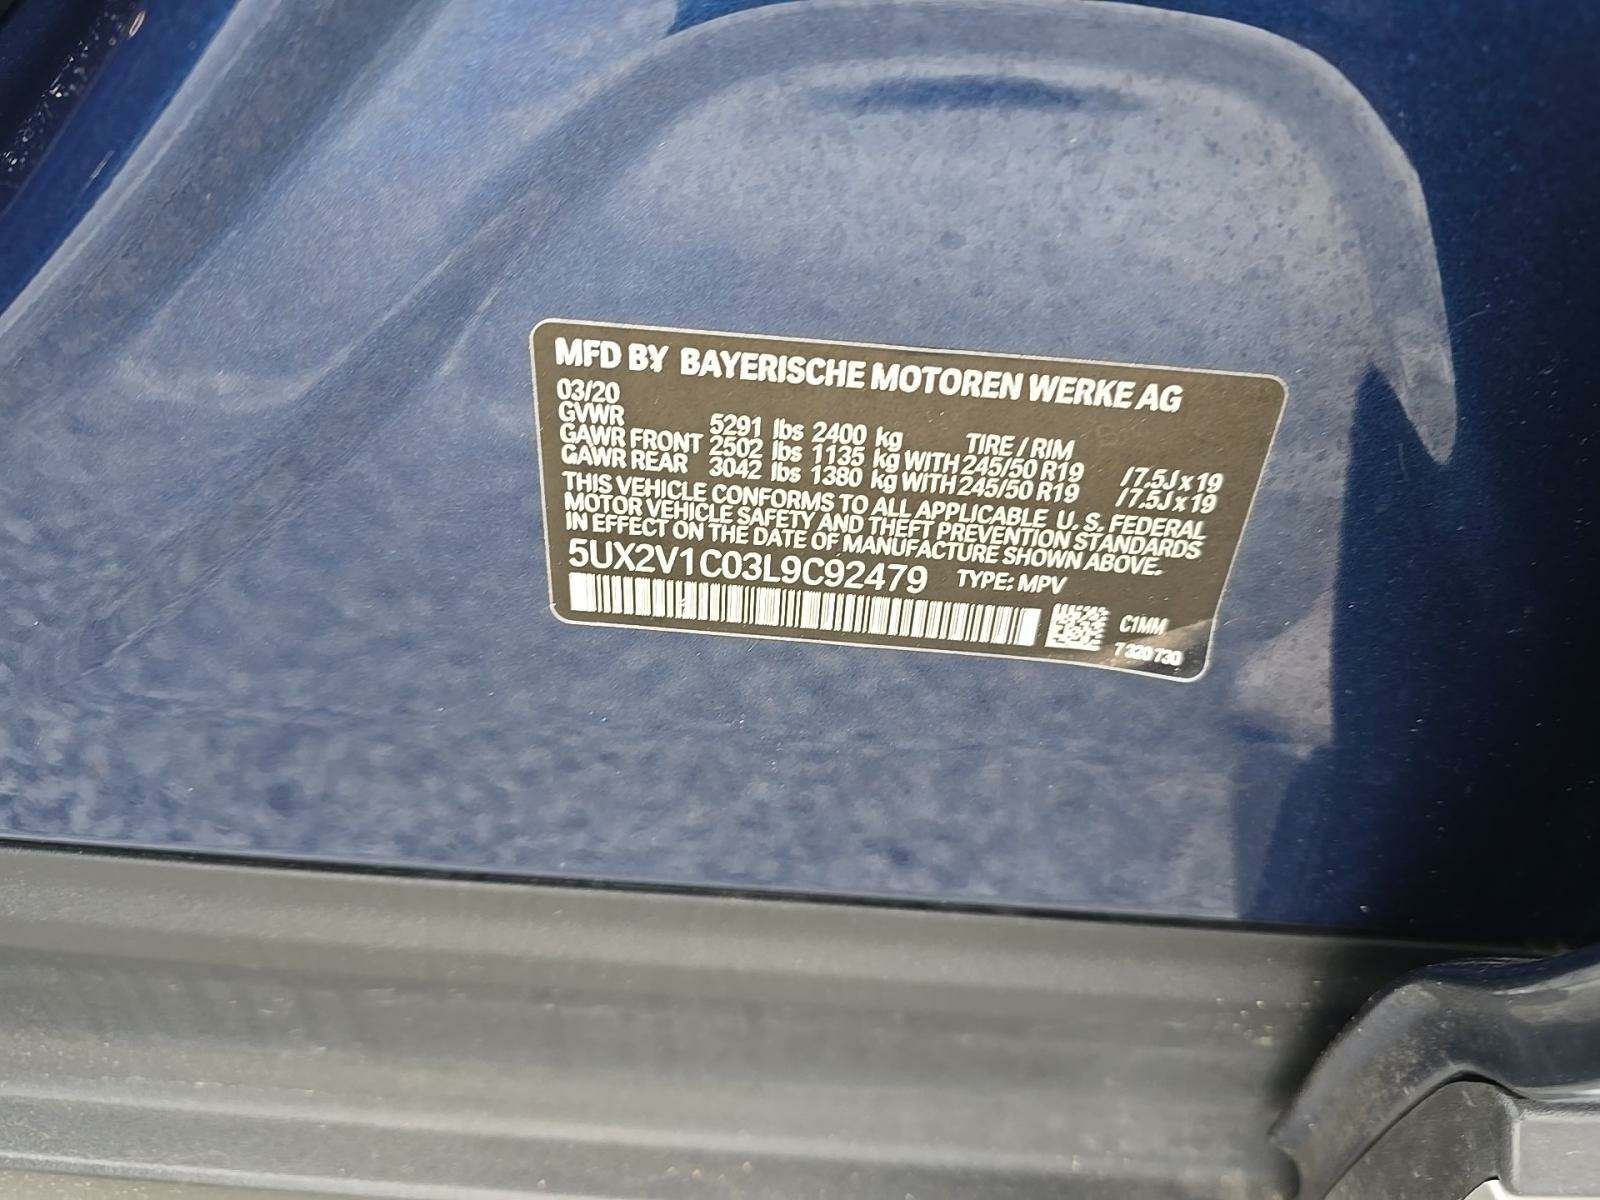 MFD BY BAYERISCHE MOTOREN WERKE AG
03/20
GVWR 5291 lbs 2400 kg TIRE / RIM
GAWR FRONT 2502 lbs 1135 kg WITH 245/50 R19 / 7.5J x 19
GAWR REAR 3042 lbs 1380 kg WITH 245/50 R19 / 7.5J x 19
THIS VEHICLE CONFORMS TO ALL APPLICABLE U. S. FEDERAL
MOTOR VEHICLE SAFETY AND THEFT PREVENTION STANDARDS
IN EFFECT ON THE DATE OF MANUFACTURE SHOWN ABOVE.
5UX2V1C03L9C92479 TYPE: MPV
C1MM
7320730